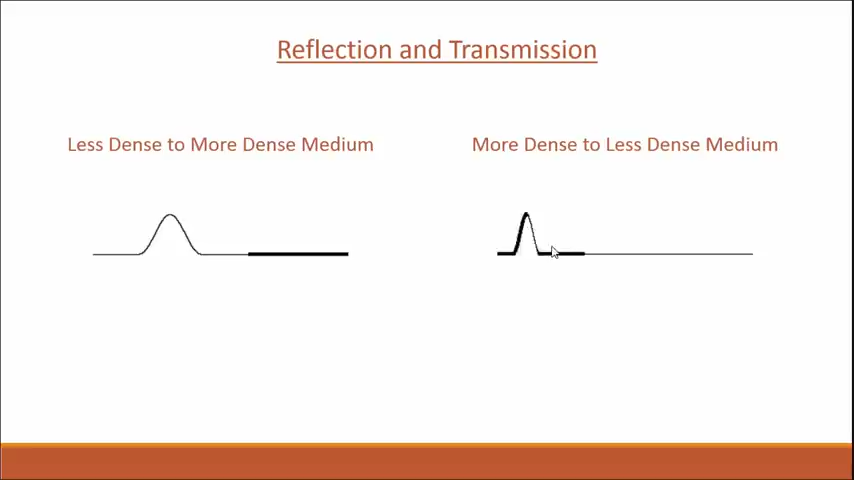 Reflection and Transmission
Less Dense to More Dense Medium
More Dense to Less Dense Medium